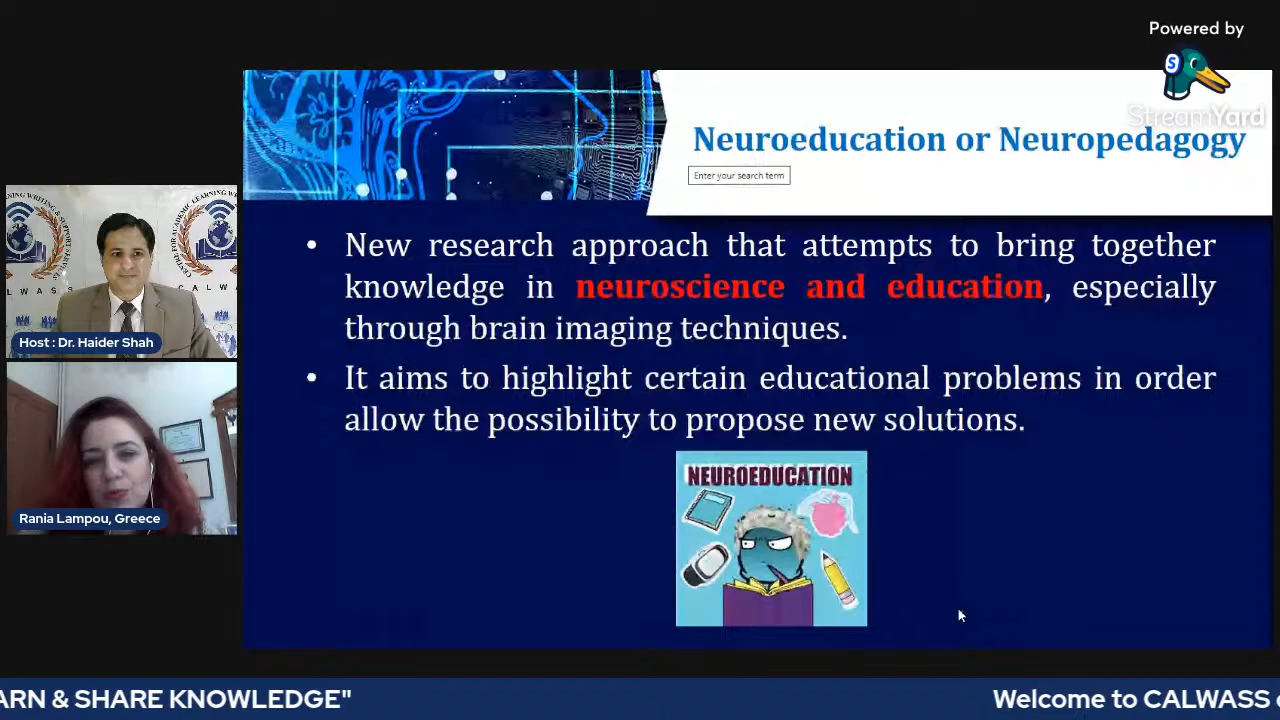 Powered by
StreamYard
Neuroeducation or Neuropedagogy
Enter your search term
• New research approach that attempts to bring together
knowledge in neuroscience and education, especially
through brain imaging techniques.
• It aims to highlight certain educational problems in order
allow the possibility to propose new solutions.
NEUROEDUCATION
Host : Dr. Haider Shah
Rania Lampou, Greece
ARN & SHARE KNOWLEDGE"
Welcome to CALWASS